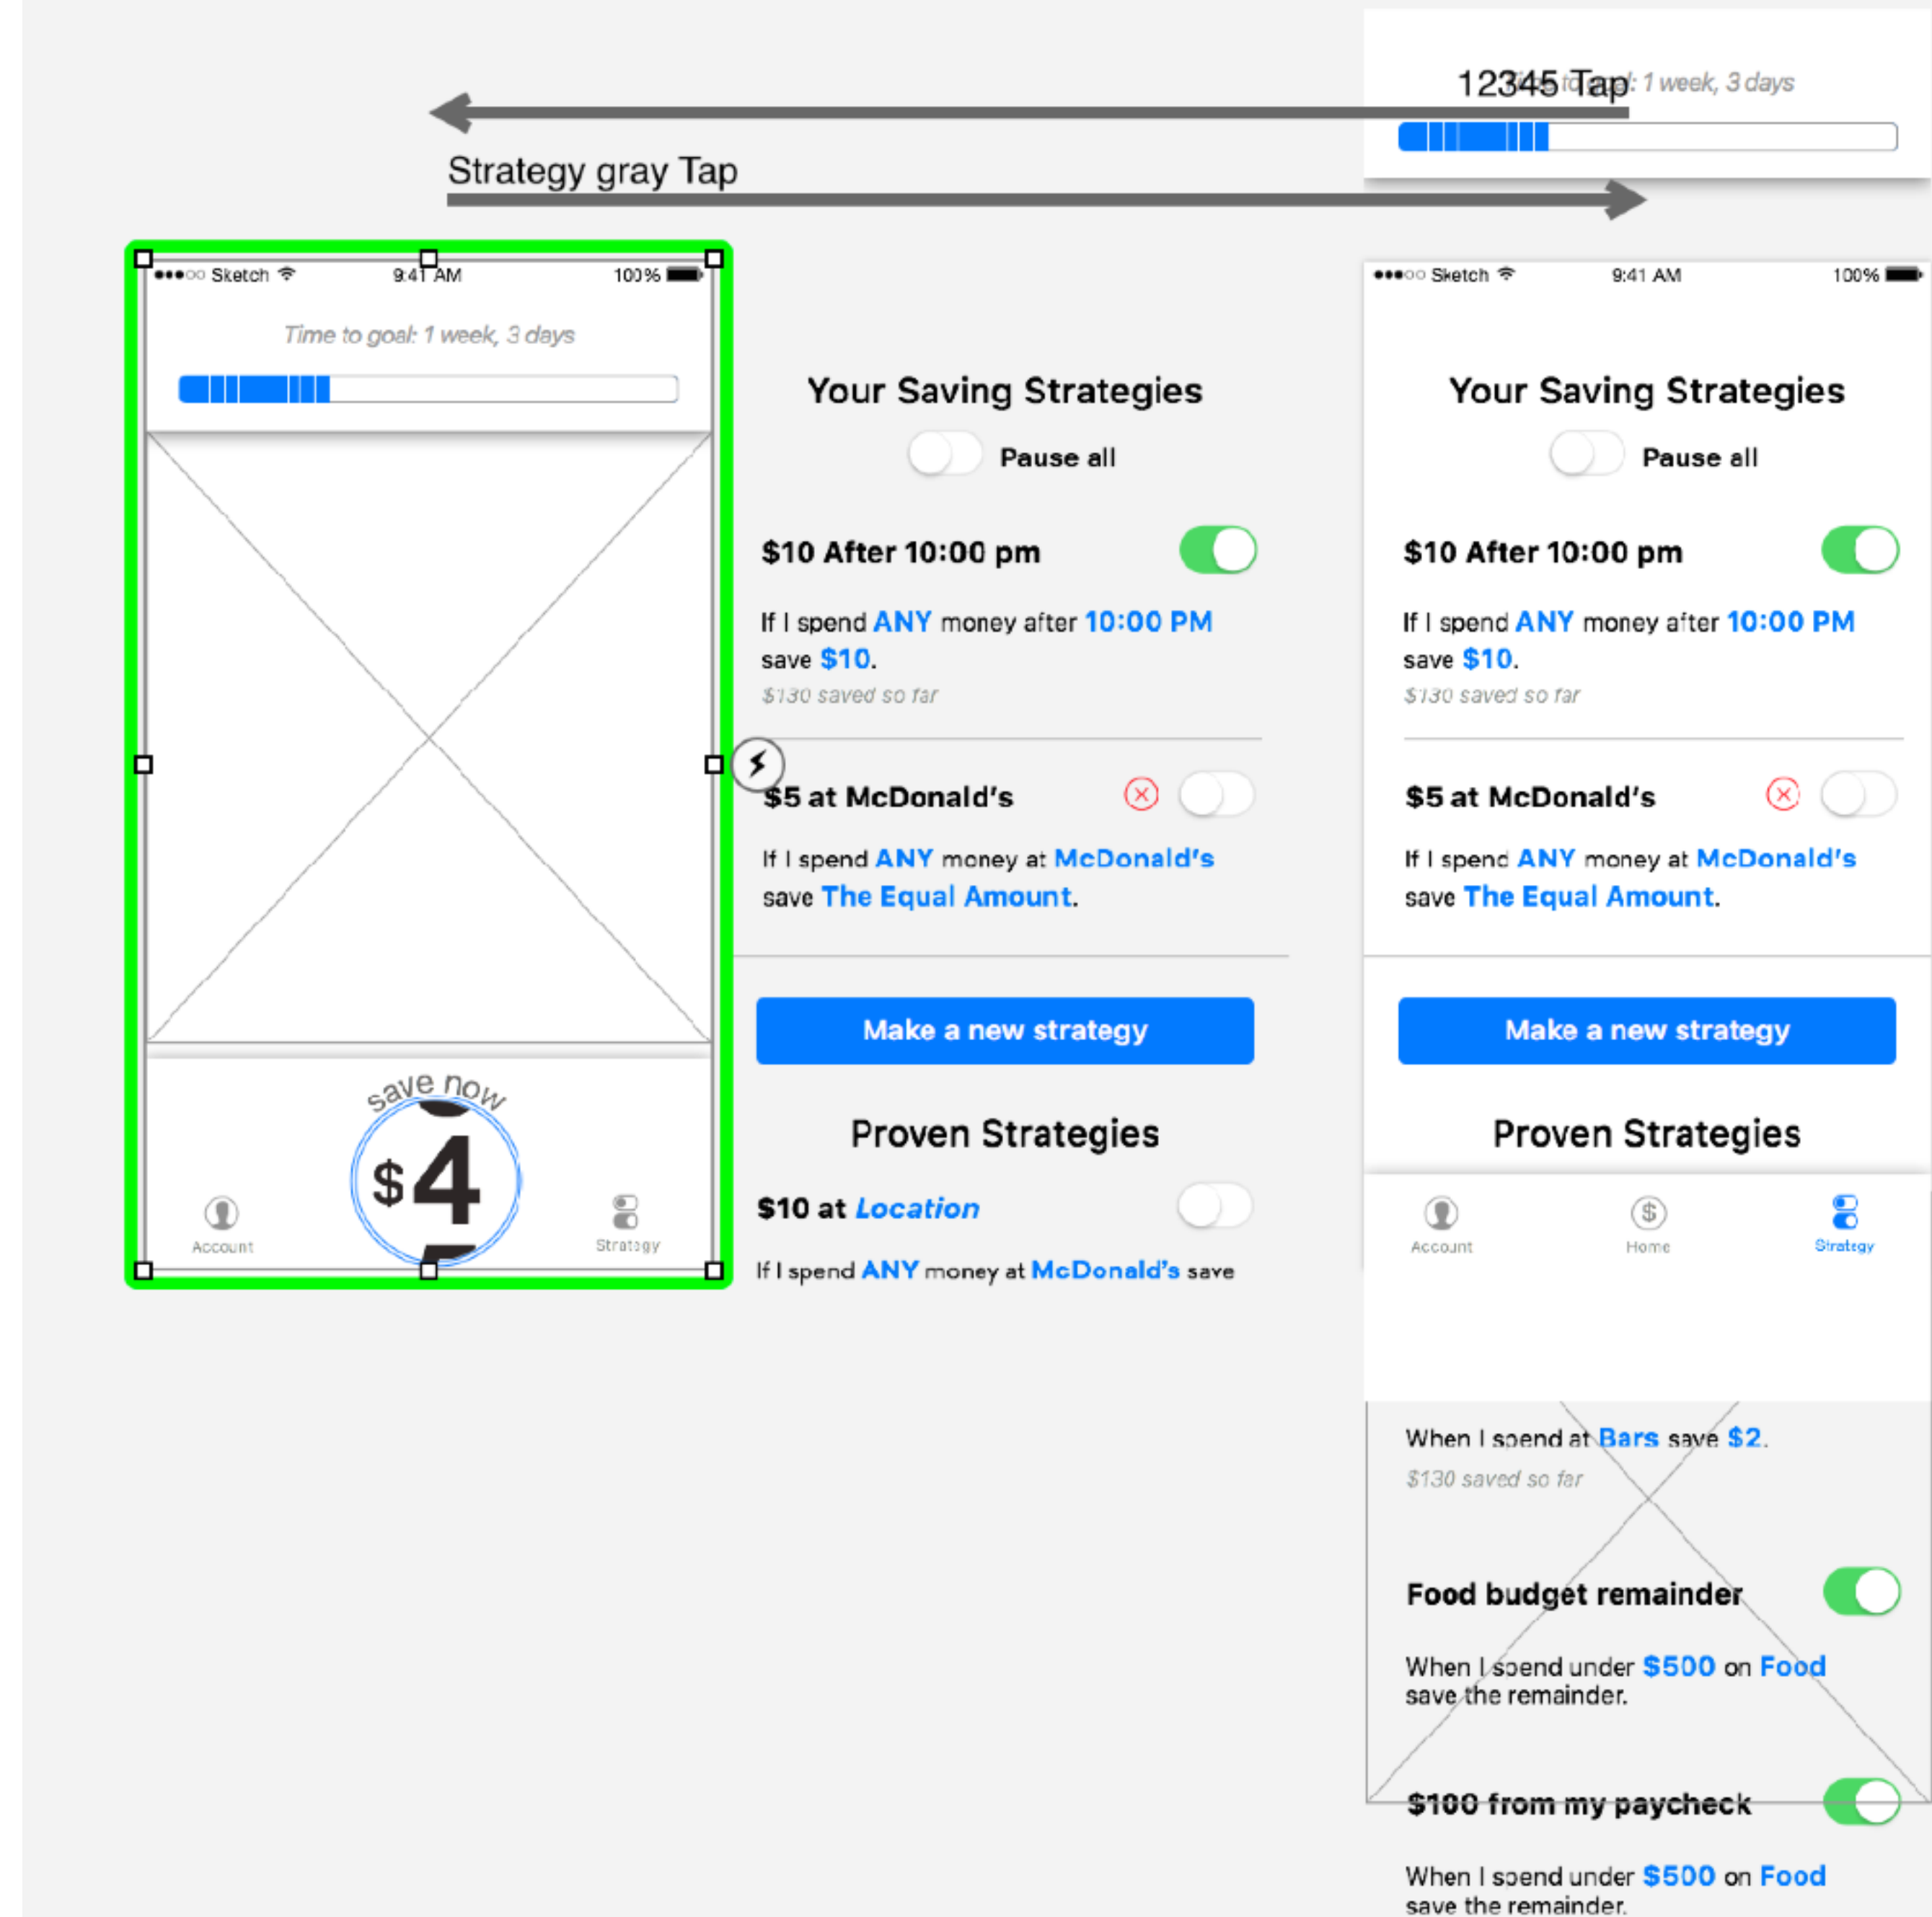 Time to goal: 1 week, 3 days
12345 Tap
Strategy gray Tap
Sketch 9:41 AM 100%
Time to goal: 1 week, 3 days
save now
$4
Account
Strategy
Your Saving Strategies
Pause all
$10 After 10:00 pm
If I spend ANY money after 10:00 PM
save $10.
$130 saved so far
$5 at McDonald's
If I spend ANY money at McDonald's
save The Equal Amount.
Make a new strategy
Proven Strategies
$10 at Location
If I spend ANY money at McDonald's save
Sketch 9:41 AM 100%
Your Saving Strategies
Pause all
$10 After 10:00 pm
If I spend ANY money after 10:00 PM
save $10.
$130 saved so far
$5 at McDonald's
If I spend ANY money at McDonald's
save The Equal Amount.
Make a new strategy
Proven Strategies
Account
Home
Strategy
When I spend at Bars save $2.
$130 saved so far
Food budget remainder
When I spend under $500 on Food
save the remainder.
$100 from my paycheck
When I spend under $500 on Food
save the remainder.